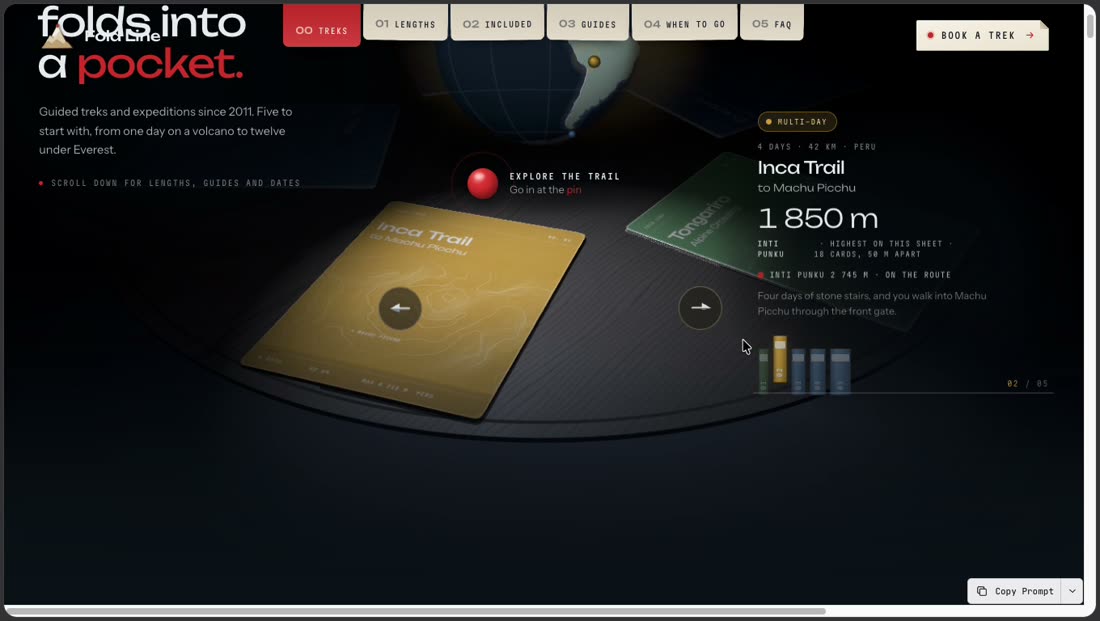 folds into
a pocket.
Fold Line
00 TREKS
01 LENGTHS
02 INCLUDED
03 GUIDES
04 WHEN TO GO
05 FAQ
BOOK A TREK →
Guided treks and expeditions since 2011. Five to
start with, from one day on a volcano to twelve
under Everest.
SCROLL DOWN FOR LENGTHS, GUIDES AND DATES
EXPLORE THE TRAIL
Go in at the pin
Inca Trail
to Machu Picchu
Tongariro
MULTI-DAY
4 DAYS · 42 KM · PERU
Inca Trail
to Machu Picchu
1 850 m
INTI PUNKU
· HIGHEST ON THIS SHEET ·
18 CARDS, 50 M APART
INTI PUNKU 2 745 M · ON THE ROUTE
Four days of stone stairs, and you walk into Machu
Picchu through the front gate.
02 / 05
Copy Prompt